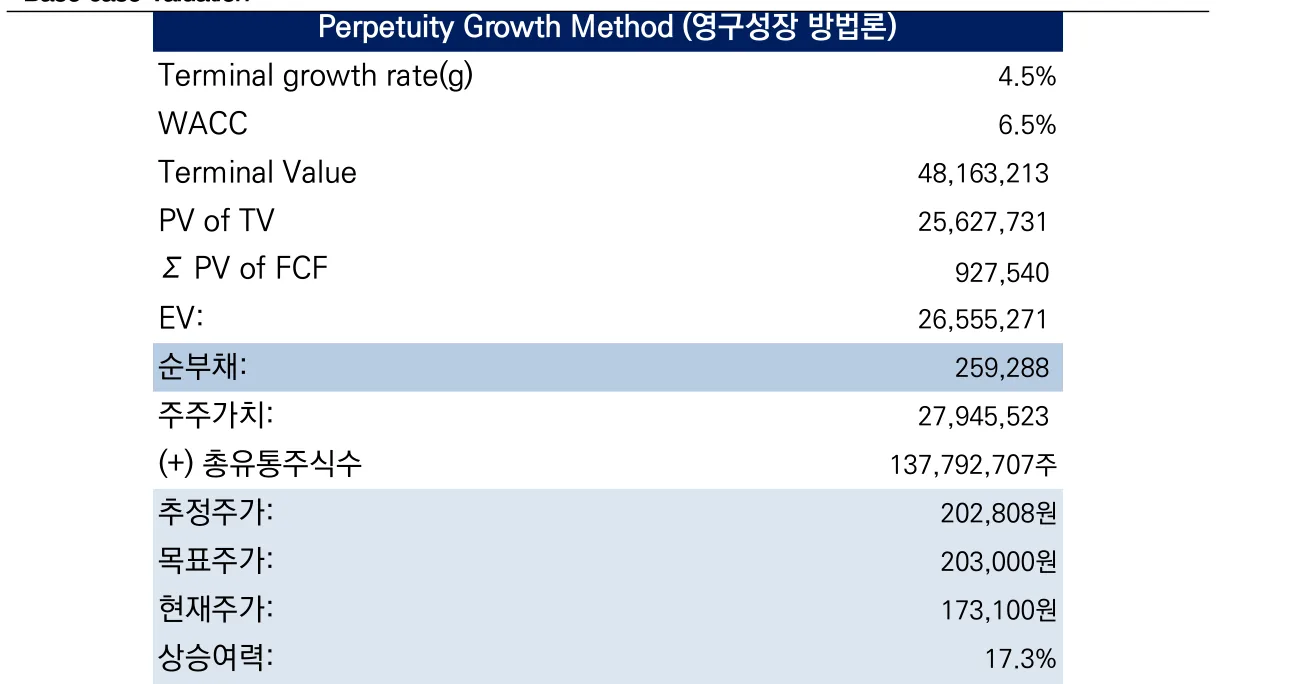 Base case valuation
Perpetuity Growth Method (영구성장 방법론)
Terminal growth rate(g) 4.5%
WACC 6.5%
Terminal Value 48,163,213
PV of TV 25,627,731
Σ PV of FCF 927,540
EV: 26,555,271
순부채: 259,288
주주가치: 27,945,523
(+) 총유통주식수 137,792,707주
추정주가: 202,808원
목표주가: 203,000원
현재주가: 173,100원
상승여력: 17.3%